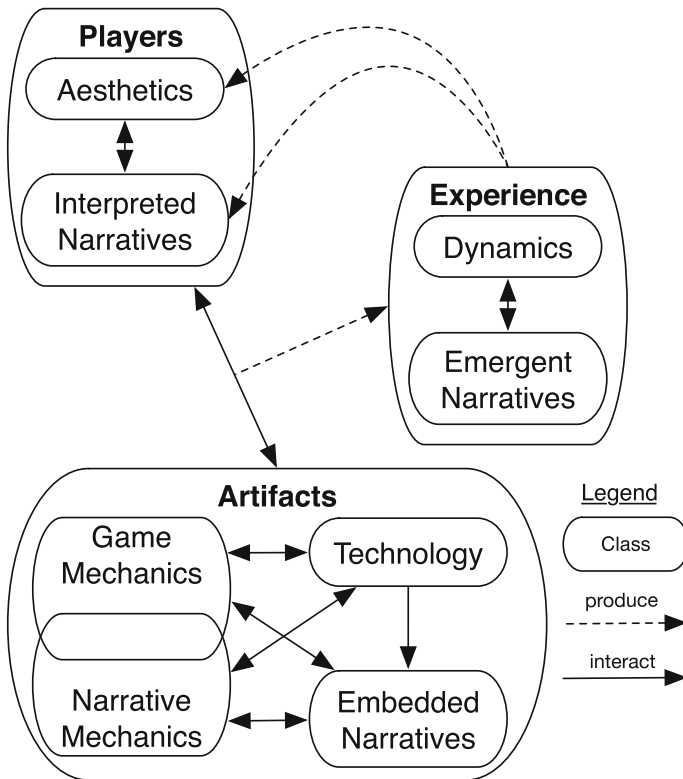 Players
Aesthetics
Interpreted
Narratives
Experience
Dynamics
Emergent
Narratives
Artifacts
Game
Mechanics
Technology
Narrative
Mechanics
Embedded
Narratives
Legend
Class
produce
interact